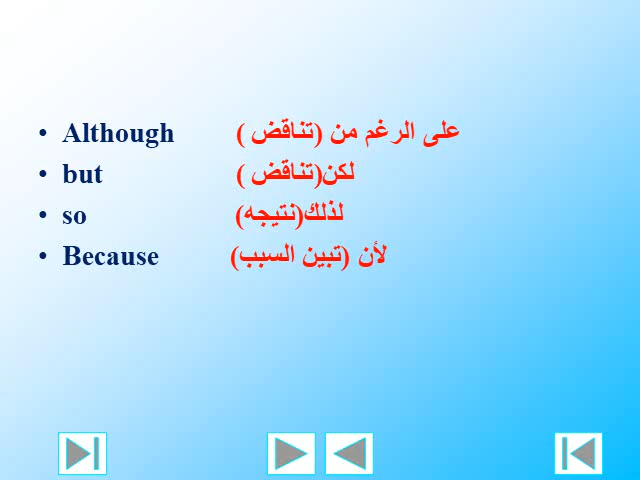 • Although على الرغم من (تناقض )
• but لكن(تناقض )
• so لذلك(نتيجه)
• Because لأن (تبين السبب)